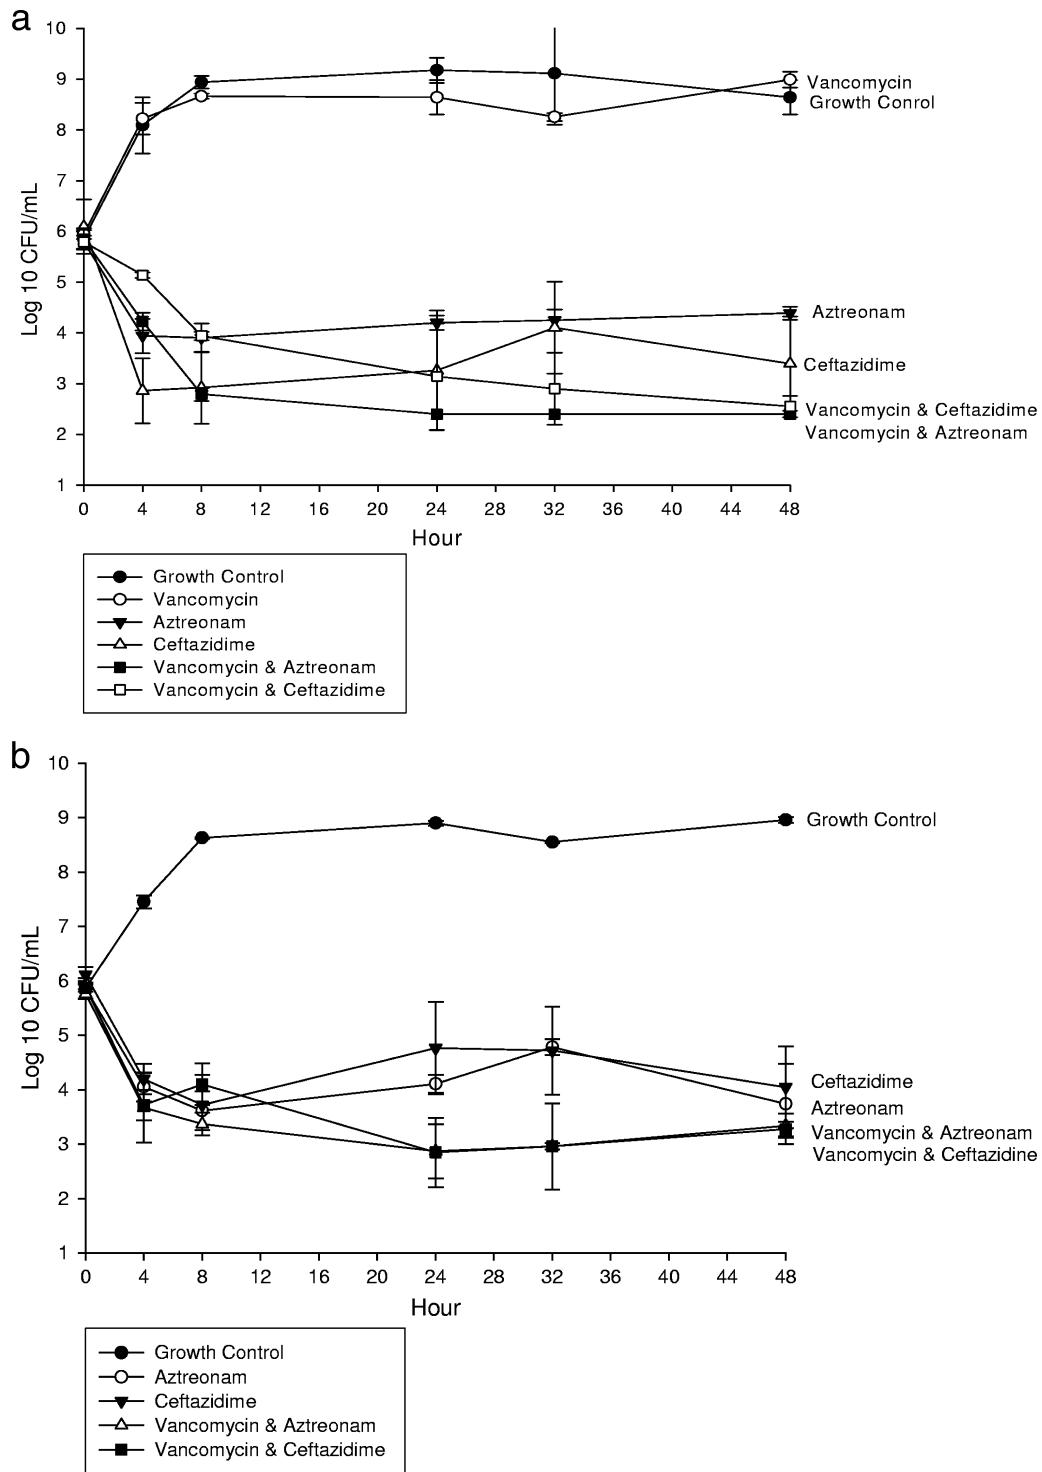 a
10
9
8
7
6
5
4
3
2
1
Log 10 CFU/mL
Vancomycin
Growth Conrol
Aztreonam
Ceftazidime
Vancomycin & Ceftazidime
Vancomycin & Aztreonam
0 4 8 12 16 20 24 28 32 36 40 44 48
Hour
Growth Control
Vancomycin
Aztreonam
Ceftazidime
Vancomycin & Aztreonam
Vancomycin & Ceftazidime
b
10
9
8
7
6
5
4
3
2
1
Log 10 CFU/mL
Growth Control
Ceftazidime
Aztreonam
Vancomycin & Aztreonam
Vancomycin & Ceftazidine
0 4 8 12 16 20 24 28 32 36 40 44 48
Hour
Growth Control
Aztreonam
Ceftazidime
Vancomycin & Aztreonam
Vancomycin & Ceftazidime